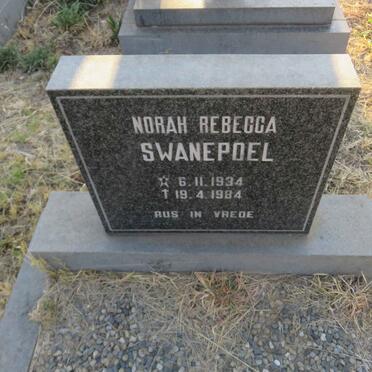 NORAH REBECCA
SWANEPOEL
☆ 6.11.1934
† 19.4.1984
RUS IN VREDE